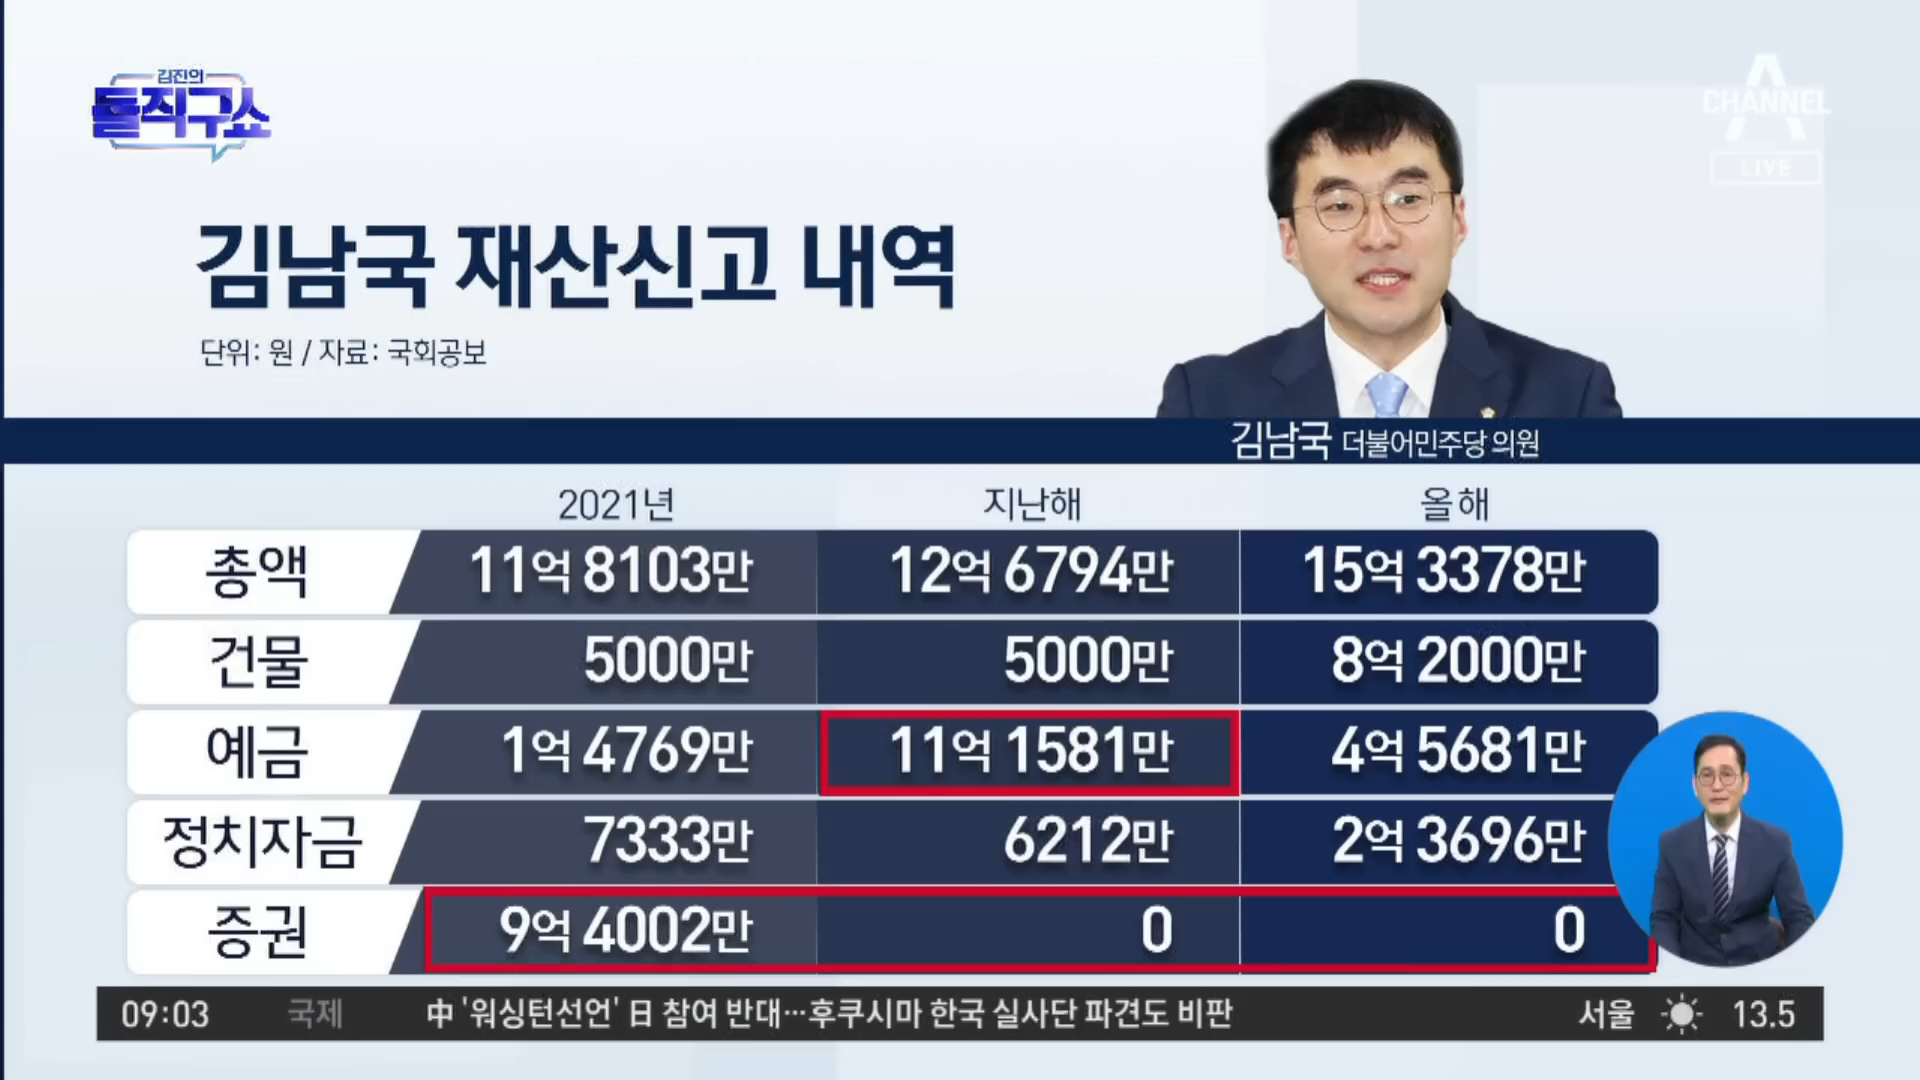 김진의
돌직구쇼
CHANNEL A
LIVE
김남국 재산신고 내역
단위: 원 / 자료: 국회공보
김남국 더불어민주당 의원
2021년 지난해 올해
총액 11억 8103만 12억 6794만 15억 3378만
건물 5000만 5000만 8억 2000만
예금 1억 4769만 11억 1581만 4억 5681만
정치자금 7333만 6212만 2억 3696만
증권 9억 4002만 0 0
09:03 국제 中 '워싱턴선언' 日 참여 반대…후쿠시마 한국 실사단 파견도 비판 서울 13.5